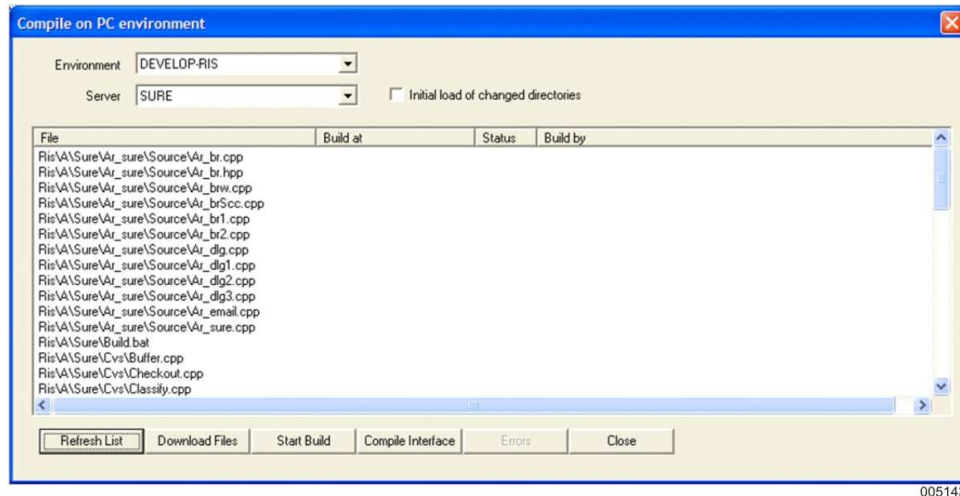 Compile on PC environment
Environment DEVELOP-RIS
Server SURE Initial load of changed directories
File Build at Status Build by
Ris\A\Sure\Ar_sure\Source\Ar_br.cpp
Ris\A\Sure\Ar_sure\Source\Ar_br.hpp
Ris\A\Sure\Ar_sure\Source\Ar_brw.cpp
Ris\A\Sure\Ar_sure\Source\Ar_brScc.cpp
Ris\A\Sure\Ar_sure\Source\Ar_br1.cpp
Ris\A\Sure\Ar_sure\Source\Ar_br2.cpp
Ris\A\Sure\Ar_sure\Source\Ar_dlg.cpp
Ris\A\Sure\Ar_sure\Source\Ar_dlg1.cpp
Ris\A\Sure\Ar_sure\Source\Ar_dlg2.cpp
Ris\A\Sure\Ar_sure\Source\Ar_dlg3.cpp
Ris\A\Sure\Ar_sure\Source\Ar_email.cpp
Ris\A\Sure\Ar_sure\Source\Ar_sure.cpp
Ris\A\Sure\Build.bat
Ris\A\Sure\Cvs\Buffer.cpp
Ris\A\Sure\Cvs\Checkout.cpp
Ris\A\Sure\Cvs\Classify.cpp
Refresh List Download Files Start Build Compile Interface Errors Close